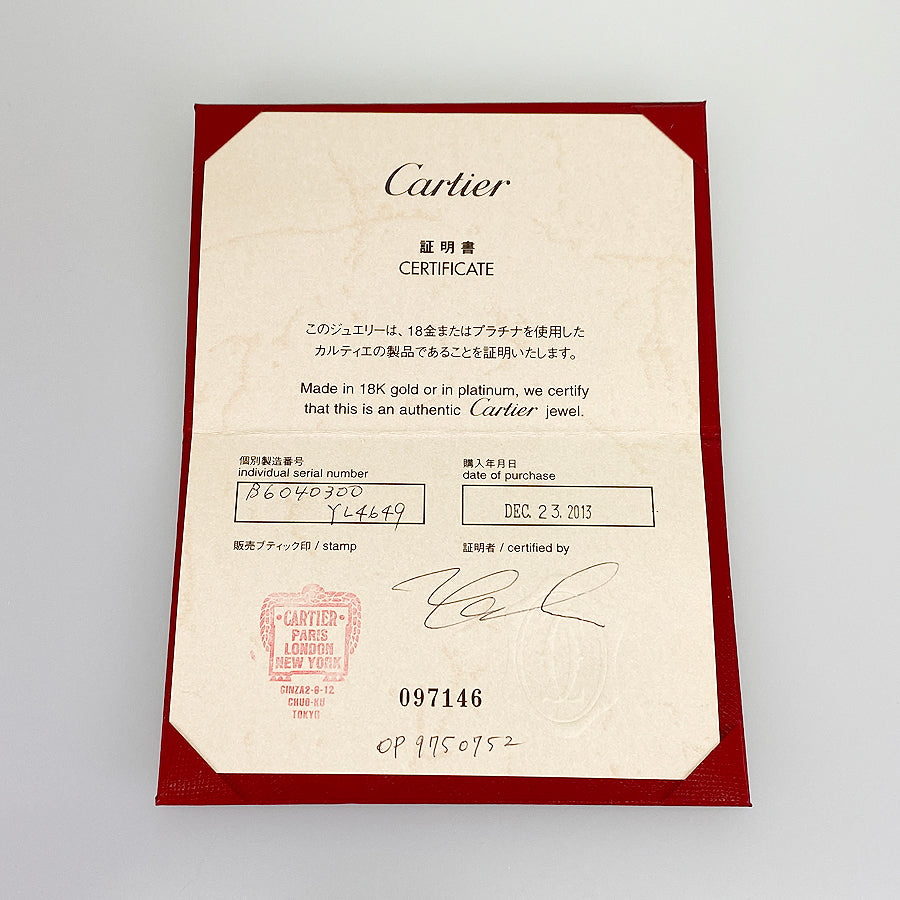 Cartier
証明書
CERTIFICATE
このジュエリーは、18金またはプラチナを使用した
カルティエの製品であることを証明いたします。
Made in 18K gold or in platinum, we certify
that this is an authentic Cartier jewel.
個別製造番号
individual serial number
B6040300
YL4649
購入年月日
date of purchase
DEC. 23. 2013
販売ブティック印 / stamp
証明者 / certified by
CARTIER
PARIS
LONDON
NEW YORK
GINZA2-6-12
CHUO-KU
TOKYO
097146
OP 9750752